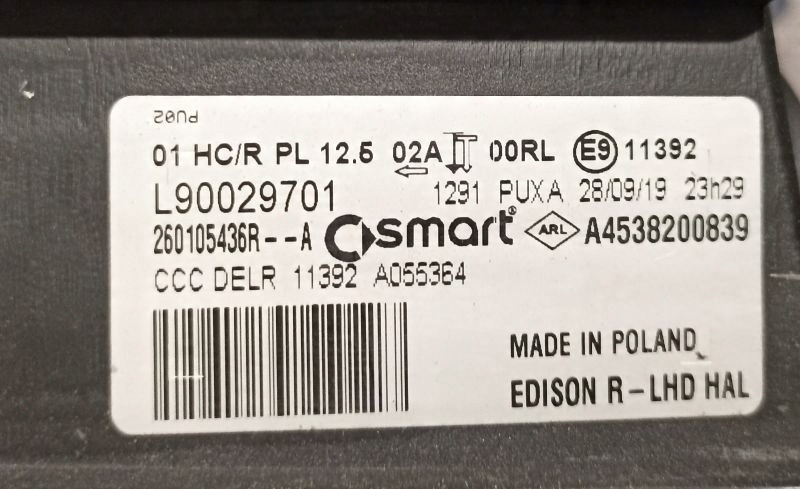 PU02
01 HC/R PL 12.5 02A 00RL E9 11392
L90029701 1291 PUXA 28/09/19 23h29
260105436R--A smart® ARL A4538200839
CCC DELR 11392 A055364
MADE IN POLAND
EDISON R-LHD HAL